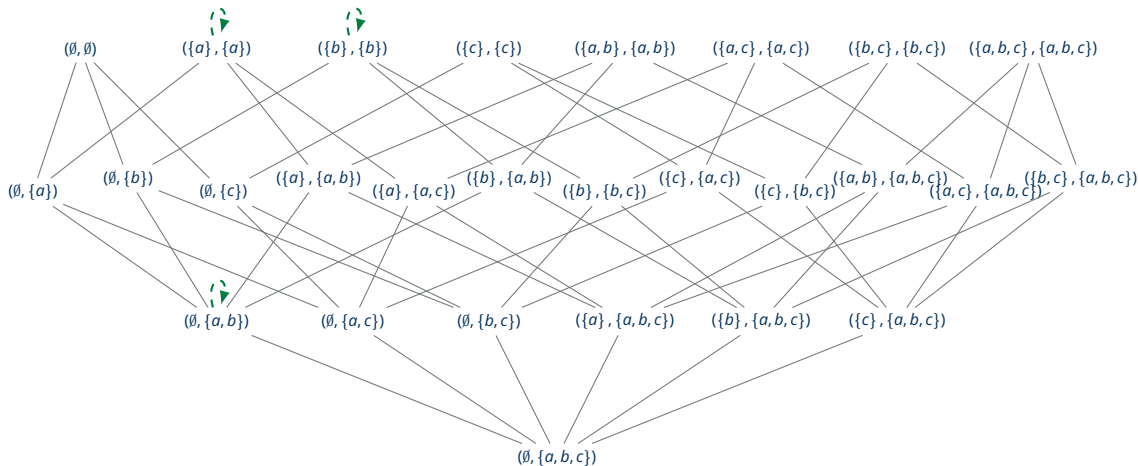 (∅, ∅) ({a} , {a}) ({b} , {b}) ({c} , {c}) ({a, b} , {a, b}) ({a, c} , {a, c}) ({b, c} , {b, c}) ({a, b, c} , {a, b, c})
(∅, {a}) (∅, {b}) (∅, {c}) ({a} , {a, b}) ({a} , {a, c}) ({b} , {a, b}) ({b} , {b, c}) ({c} , {a, c}) ({c} , {b, c}) ({a, b} , {a, b, c}) ({a, c} , {a, b, c}) ({b, c} , {a, b, c})
(∅, {a, b}) (∅, {a, c}) (∅, {b, c}) ({a} , {a, b, c}) ({b} , {a, b, c}) ({c} , {a, b, c})
(∅, {a, b, c})